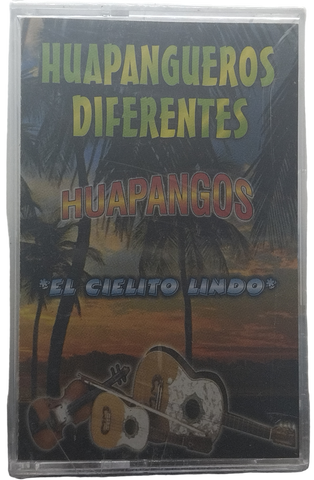 HUAPANGUEROS
DIFERENTES
HUAPANGOS
*EL CIELITO LINDO*